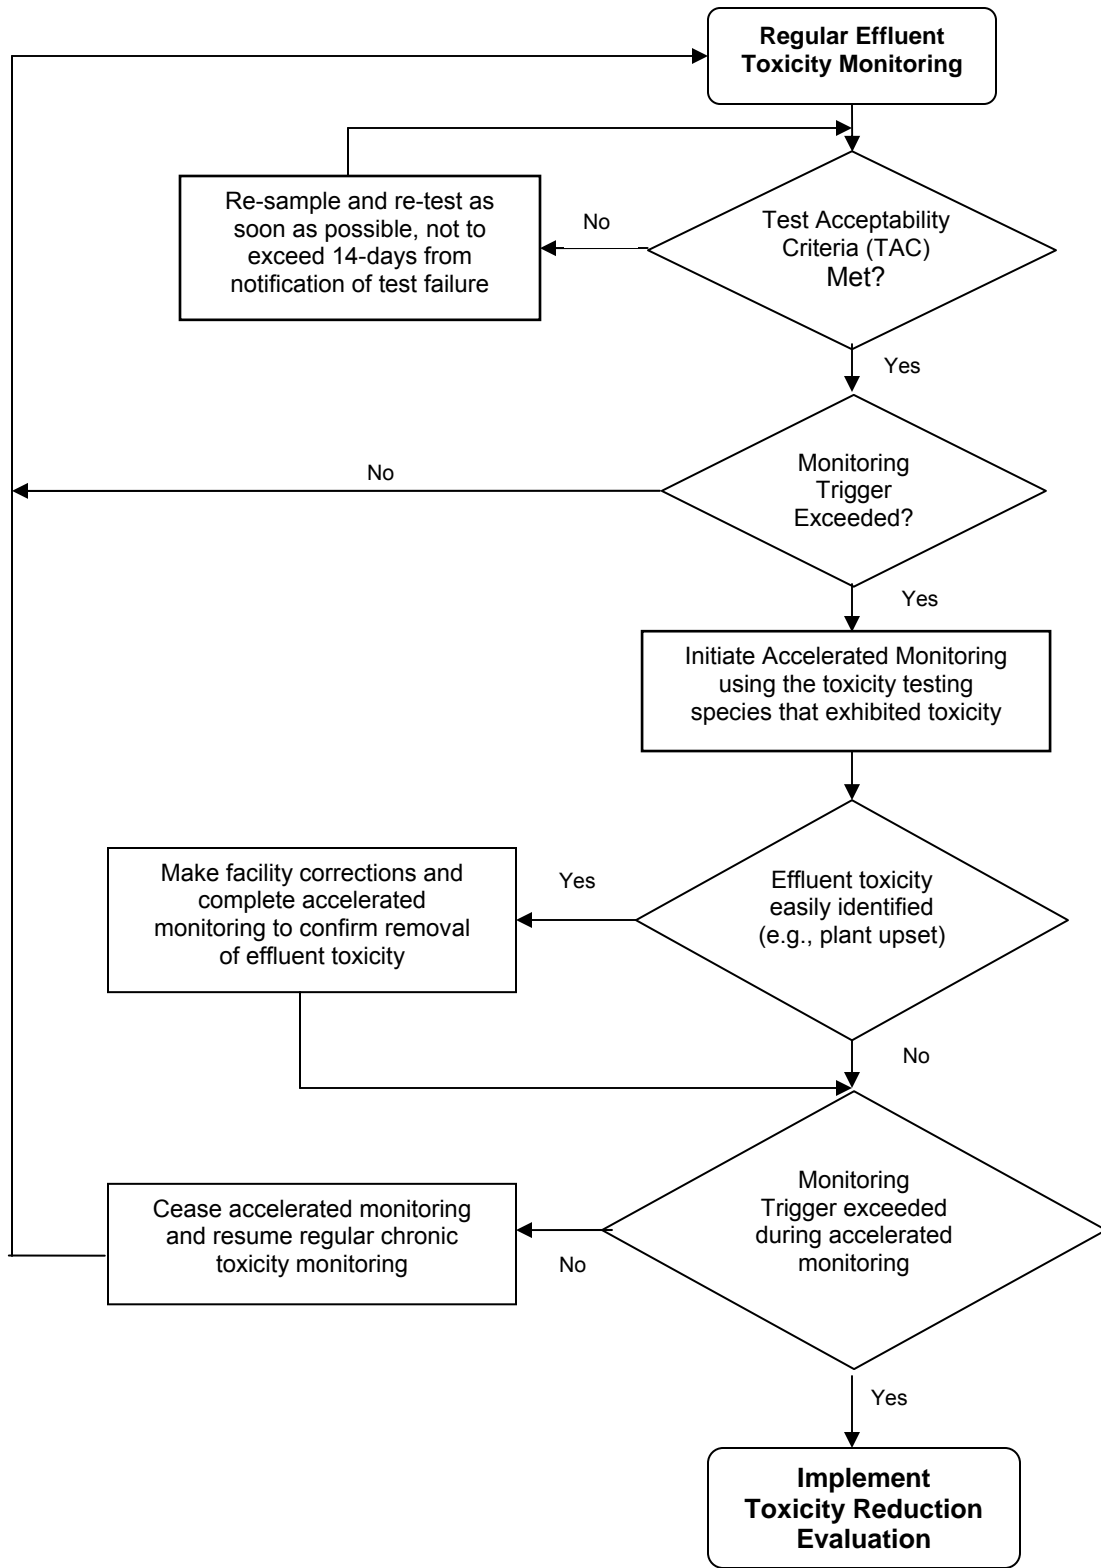 Regular Effluent
Toxicity Monitoring
Re-sample and re-test as
soon as possible, not to
exceed 14-days from
notification of test failure
No
Test Acceptability
Criteria (TAC)
Met?
Yes
No
Monitoring
Trigger
Exceeded?
Yes
Initiate Accelerated Monitoring
using the toxicity testing
species that exhibited toxicity
Make facility corrections and
complete accelerated
monitoring to confirm removal
of effluent toxicity
Yes
Effluent toxicity
easily identified
(e.g., plant upset)
No
Cease accelerated monitoring
and resume regular chronic
toxicity monitoring
No
Monitoring
Trigger exceeded
during accelerated
monitoring
Yes
Implement
Toxicity Reduction
Evaluation